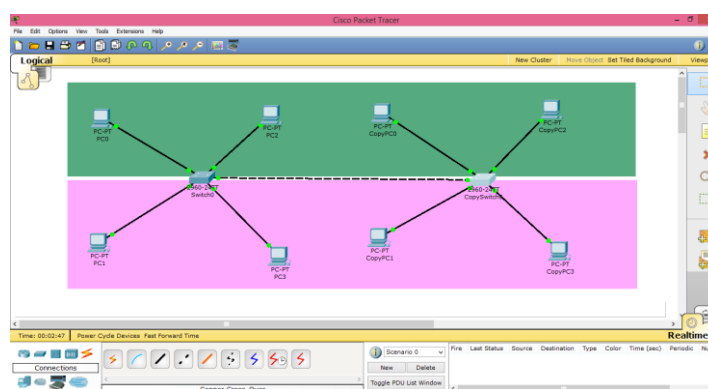 Cisco Packet Tracer
File Edit Options View Tools Extensions Help
Logical [Root] New Cluster Move Object Set Tiled Background
PC-PT
PC0
PC-PT
PC2
PC-PT
CopyPC0
PC-PT
CopyPC2
2960-24TT
Switch0
2960-24TT
PC-PT
PC1
PC-PT
PC3
PC-PT
CopyPC1
PC-PT
CopyPC3
Time: 00:02:47 Power Cycle Devices Fast Forward Time Realtime
Connections
Scenario 0
New Delete
Toggle PDU List Window
Fire Last Status Source Destination Type Color Time (sec) Periodic